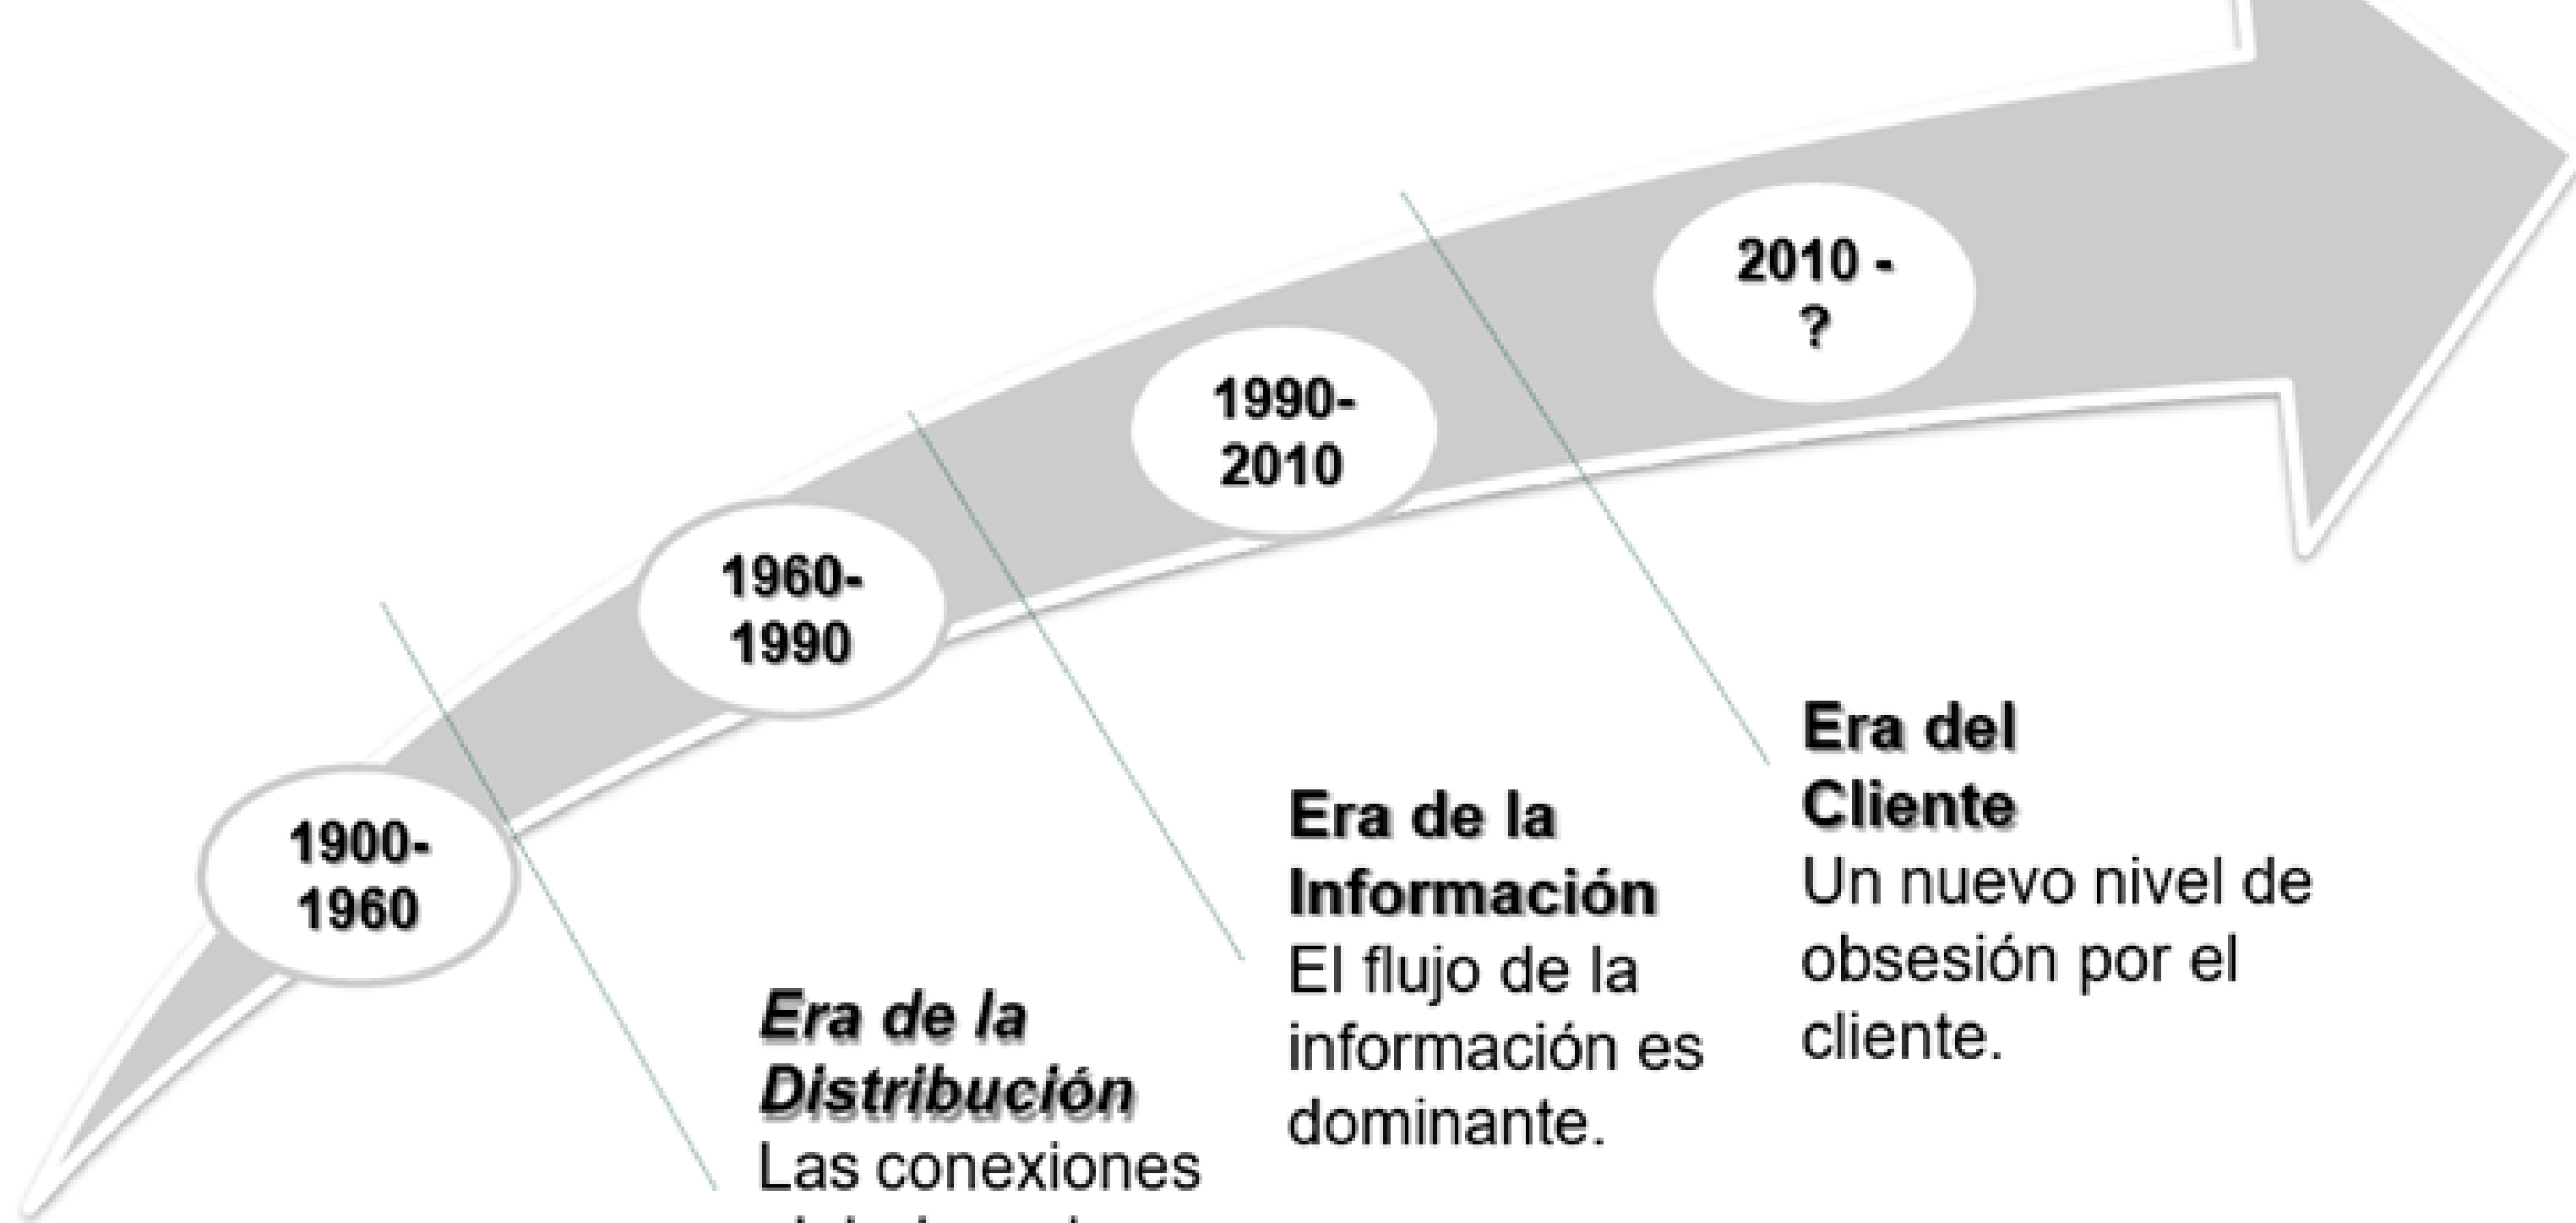 1900-
1960
1960-
1990
1990-
2010
2010 -
?
Era de la
Distribución
Las conexiones
Era de la
Información
El flujo de la
información es
dominante.
Era del
Cliente
Un nuevo nivel de
obsesión por el
cliente.